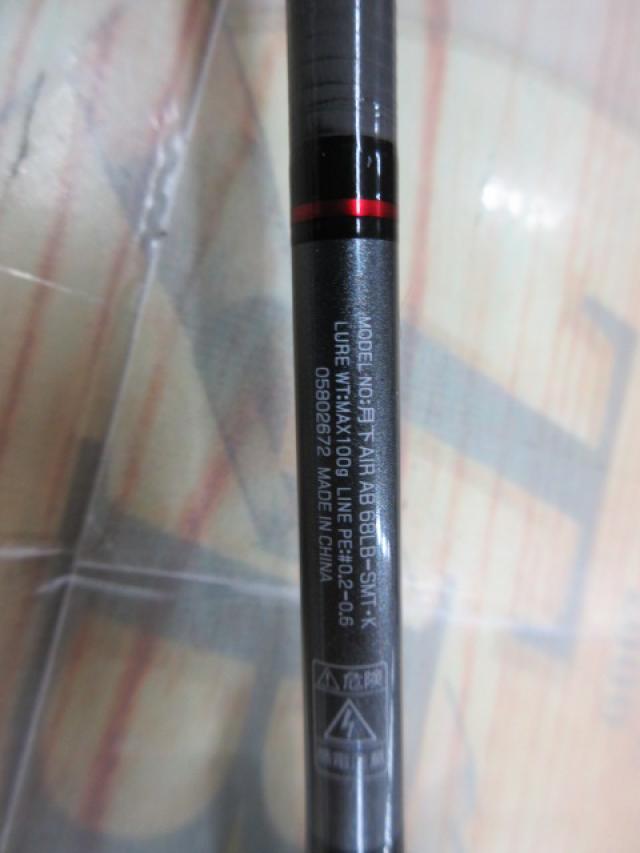 MODEL NO:月下AIR AB 68LB-SMT・K
LURE WT:MAX100g LINE PE:#0.2-0.6
05802672 MADE IN CHINA
危険